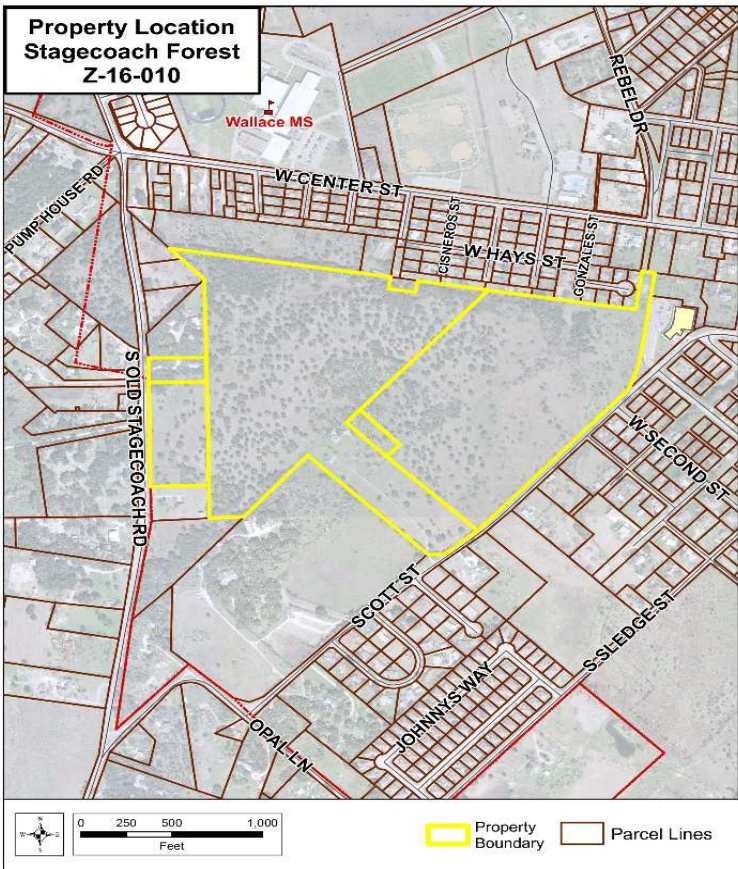 Property Location
Stagecoach Forest
Z-16-010
Wallace MS
REBEL DR
PUMP HOUSE RD
W CENTER ST
CISNEROS ST
W HAYS ST
GONZALES ST
S OLD STAGECOACH RD
W SECOND ST
SCOTT ST
S SLEDGE ST
JOHNNYS WAY
OPAL LN
N
W E
S
0 250 500 1,000
Feet
Property
Boundary
Parcel Lines